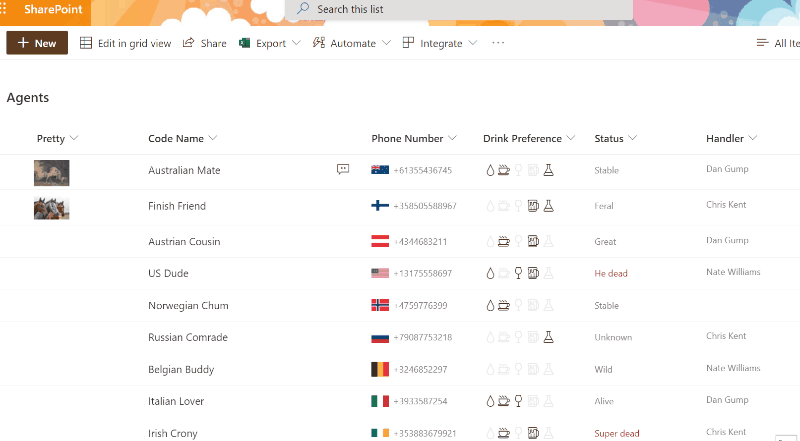 SharePoint
Search this list
New
Edit in grid view
Share
Export
Automate
Integrate
All Ite
Agents
Pretty Code Name Phone Number Drink Preference Status Handler
Australian Mate +61355436745 Stable Dan Gump
Finish Friend +358505588967 Feral Chris Kent
Austrian Cousin +4344683211 Great Dan Gump
US Dude +13175558697 He dead Nate Williams
Norwegian Chum +4759776399 Stable
Russian Comrade +79087753218 Unknown Chris Kent
Belgian Buddy +3246852297 Wild Nate Williams
Italian Lover +3933587254 Alive Dan Gump
Irish Crony +353883679921 Super dead Chris Kent